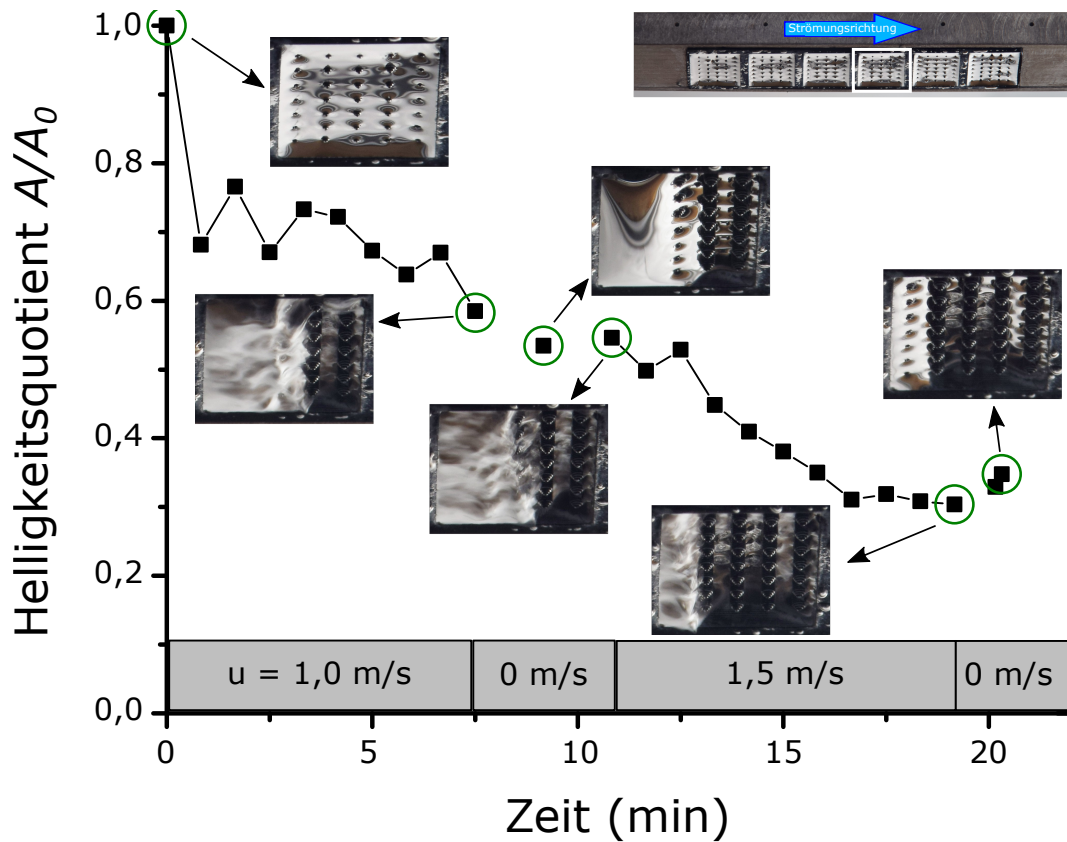 Strömungsrichtung
Helligkeitsquotient A/A₀
1,0
0,8
0,6
0,4
0,2
0,0
u = 1,0 m/s
0 m/s
1,5 m/s
0 m/s
0
5
10
15
20
Zeit (min)